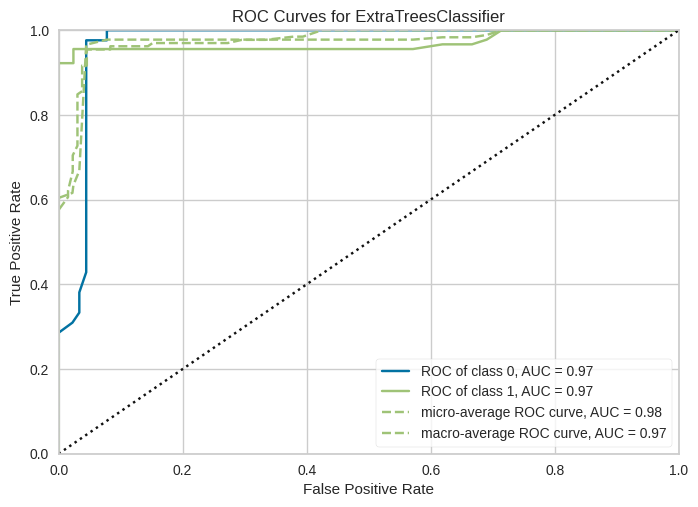 ROC Curves for ExtraTreesClassifier
True Positive Rate
1.0
0.8
0.6
0.4
0.2
0.0
ROC of class 0, AUC = 0.97
ROC of class 1, AUC = 0.97
micro-average ROC curve, AUC = 0.98
macro-average ROC curve, AUC = 0.97
0.0 0.2 0.4 0.6 0.8 1.0
False Positive Rate